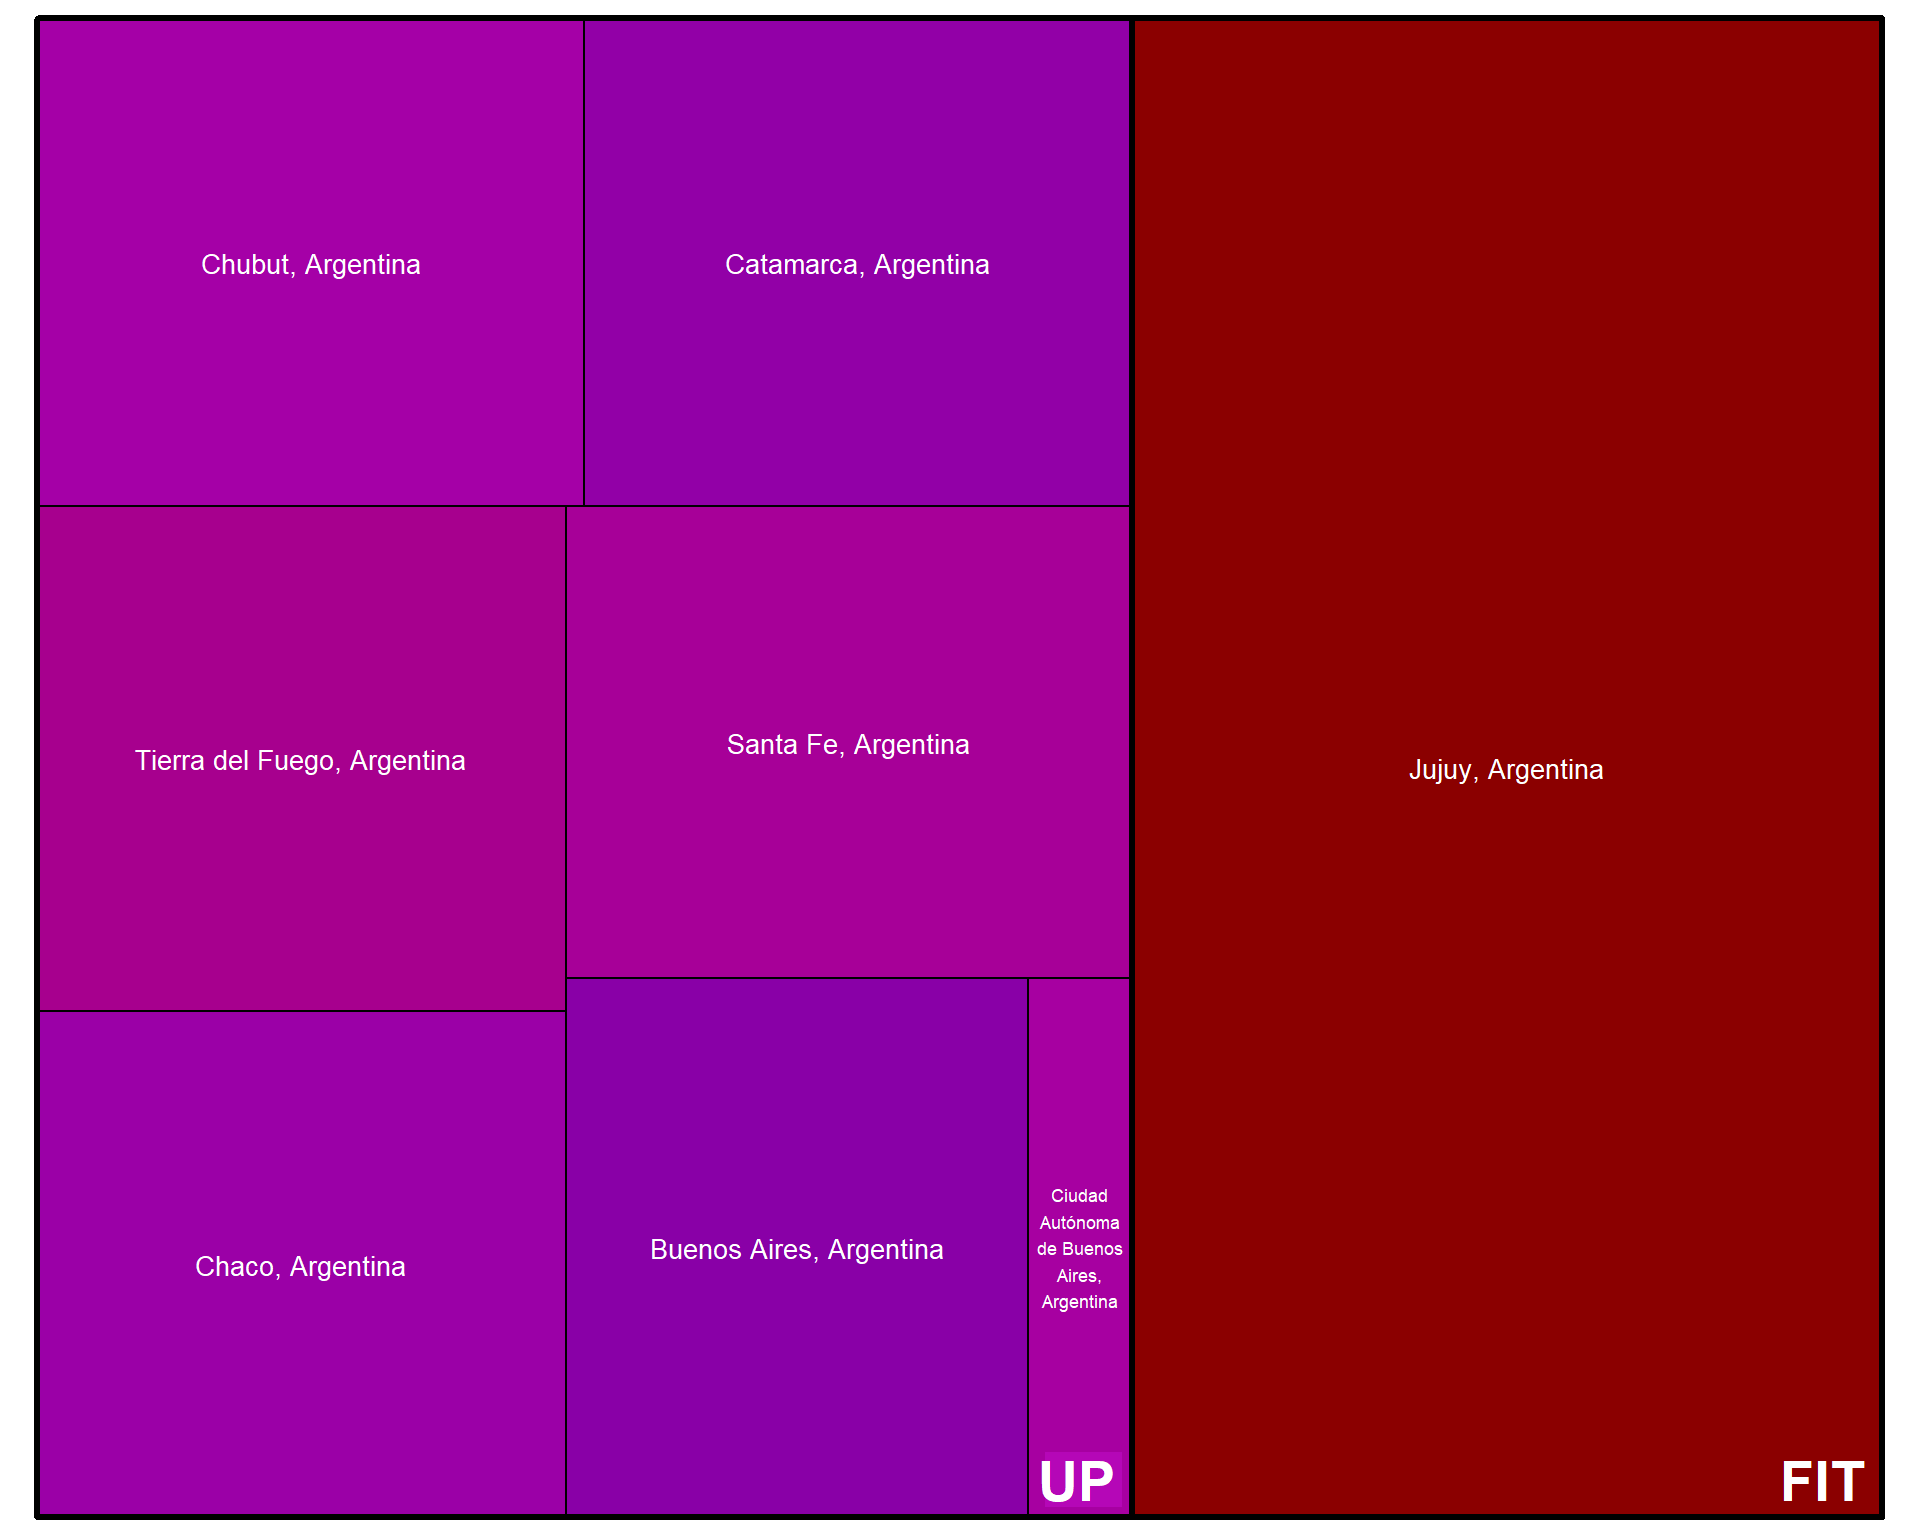 Chubut, Argentina
Catamarca, Argentina
Tierra del Fuego, Argentina
Santa Fe, Argentina
Jujuy, Argentina
Chaco, Argentina
Buenos Aires, Argentina
Ciudad
Autónoma
de Buenos
Aires,
Argentina
UP
FIT